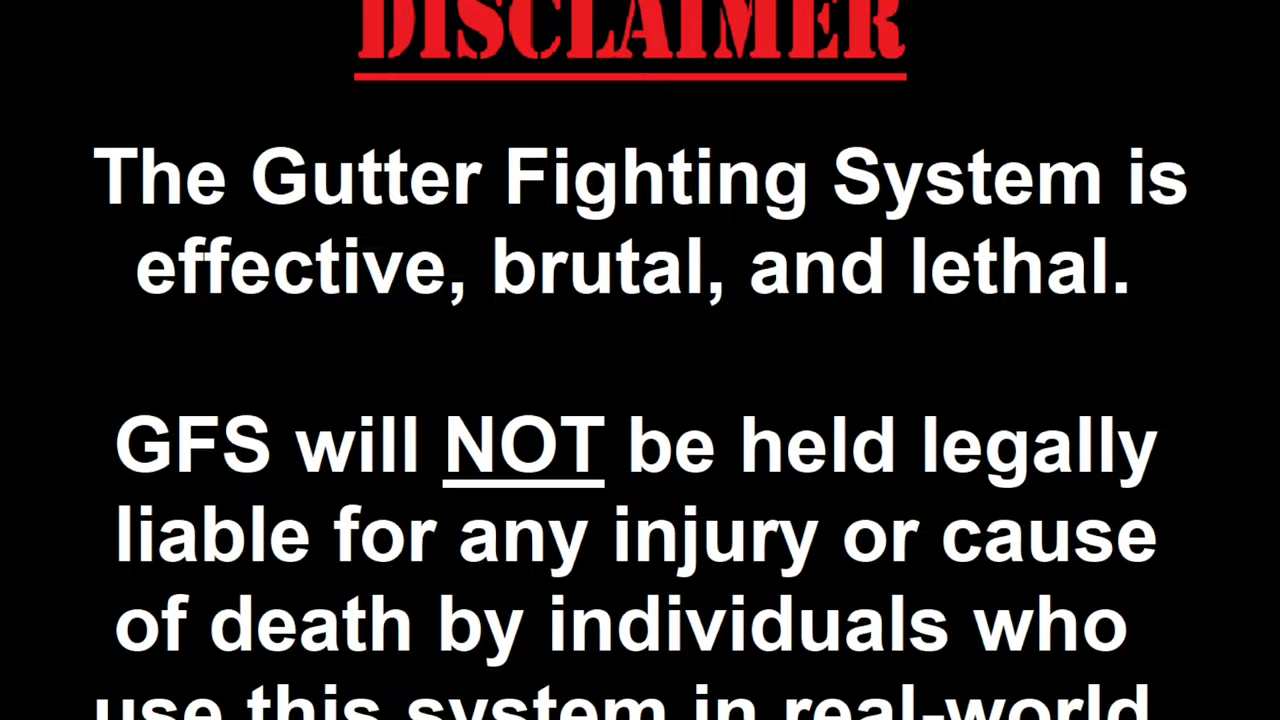 DISCLAIMER
The Gutter Fighting System is
effective, brutal, and lethal.
GFS will NOT be held legally
liable for any injury or cause
of death by individuals who
use this system in real-world